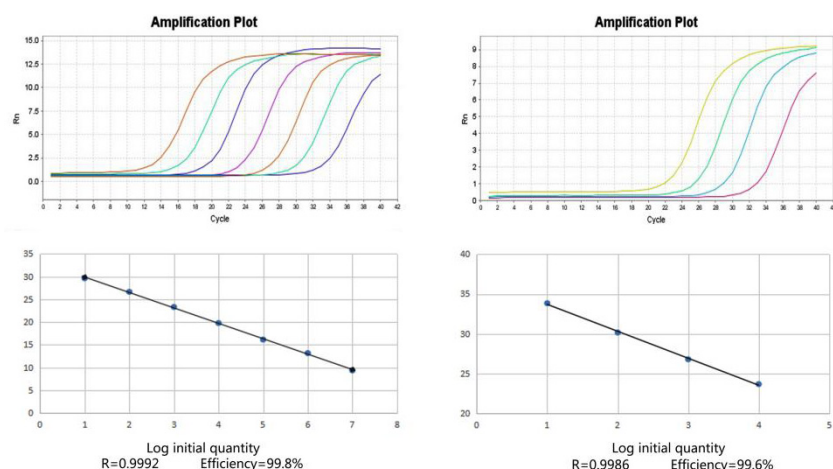 Amplification Plot
15.0
12.5
10.0
7.5
5.0
2.5
0.0
Rn
0 2 4 6 8 10 12 14 16 18 20 22 24 26 28 30 32 34 36 38 40 42
Cycle
Amplification Plot
9
8
7
6
5
4
3
2
1
0
Rn
0 2 4 6 8 10 12 14 16 18 20 22 24 26 28 30 32 34 36 38 40 42
Cycle
35
30
25
20
15
10
5
0
0 1 2 3 4 5 6 7 8
Log initial quantity
R=0.9992 Efficiency=99.8%
40
35
30
25
20
0 1 2 3 4 5
Log initial quantity
R=0.9986 Efficiency=99.6%